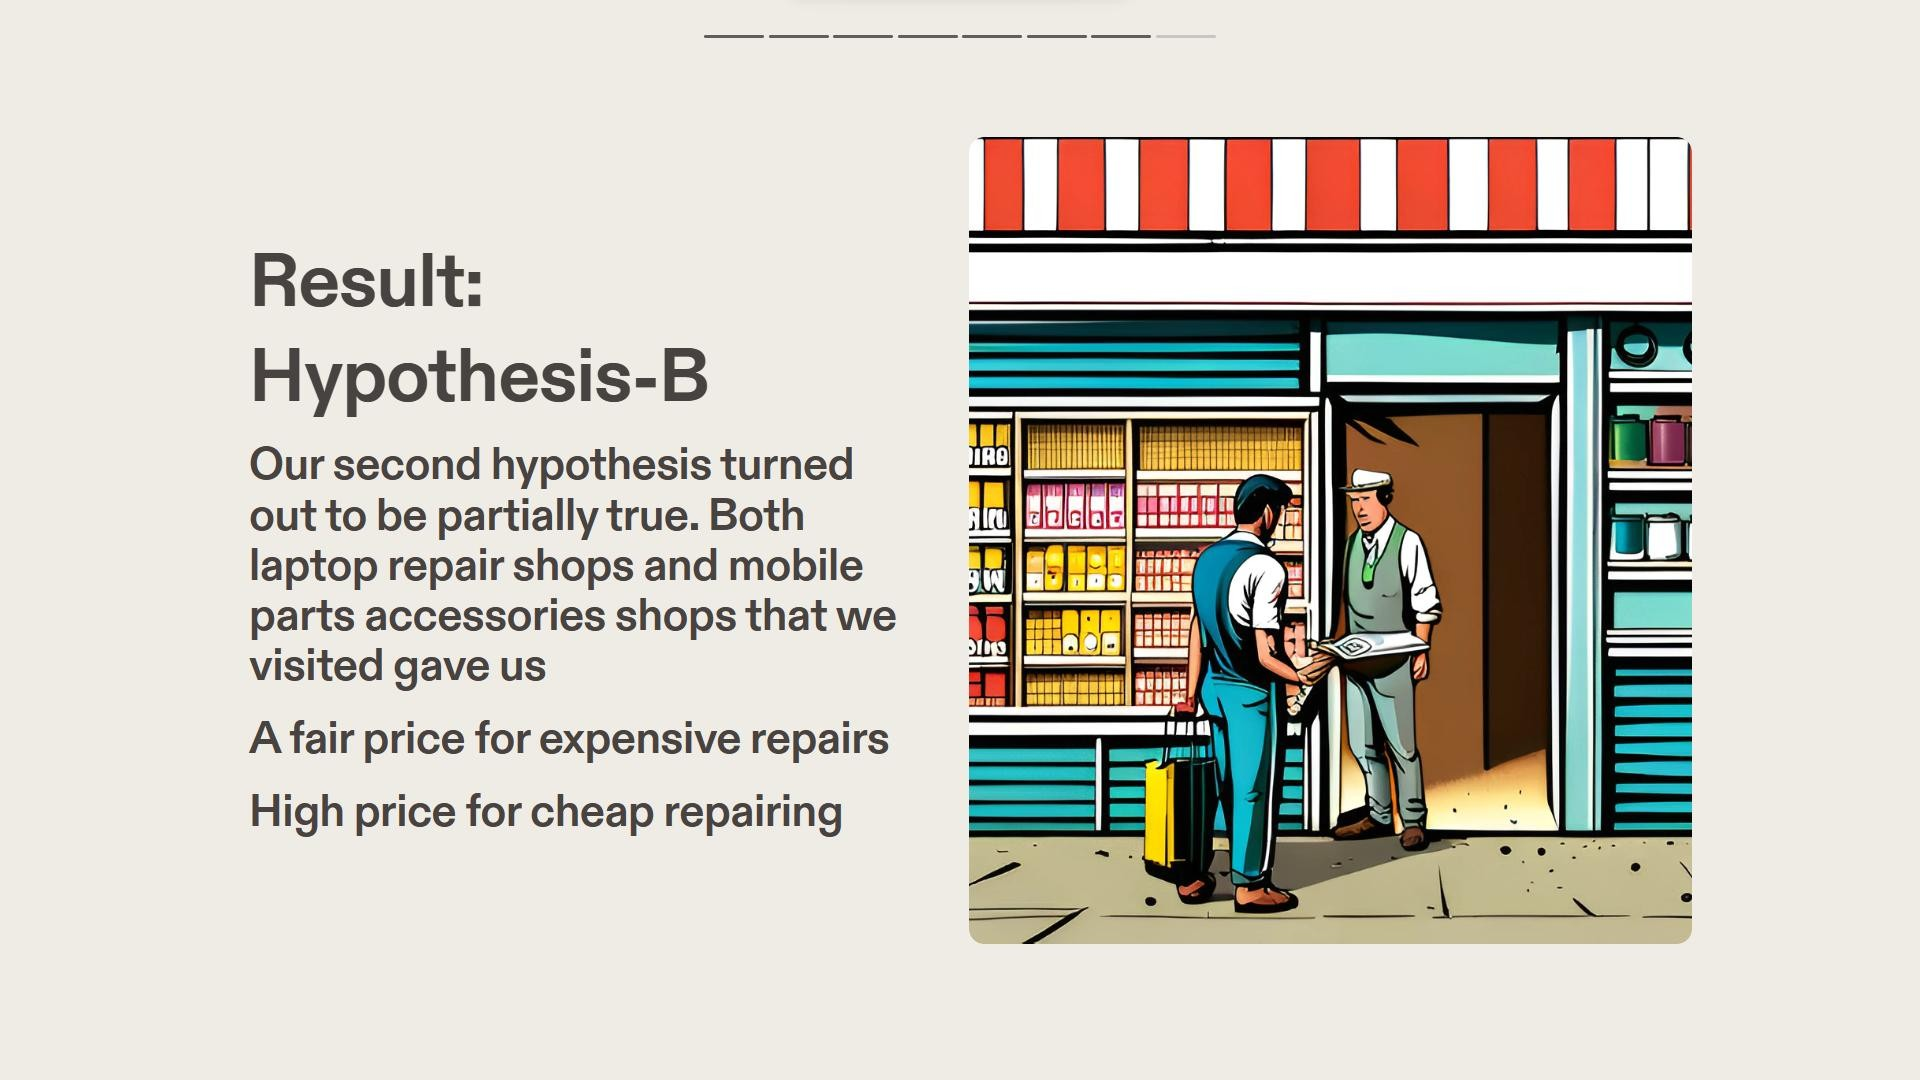 Result:
Hypothesis-B
Our second hypothesis turned
out to be partially true. Both
laptop repair shops and mobile
parts accessories shops that we
visited gave us
A fair price for expensive repairs
High price for cheap repairing